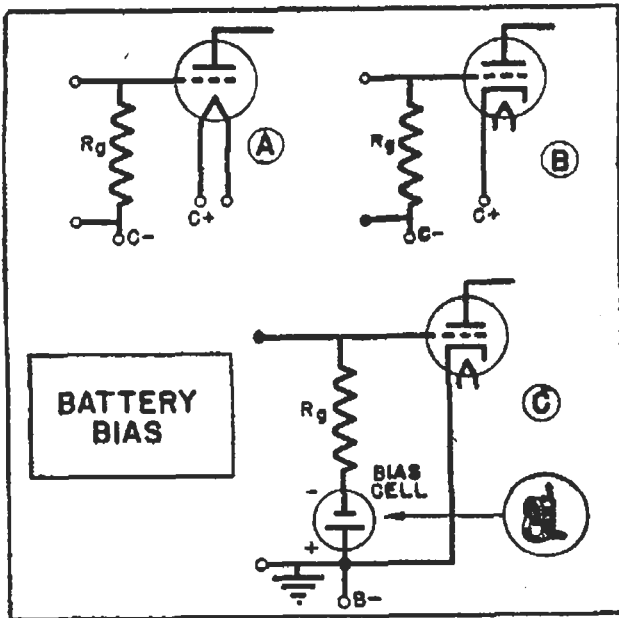 Rg
A
C+
C-
Rg
B
C+
C-
BATTERY
BIAS
Rg
C
BIAS
CELL
-
+
B-